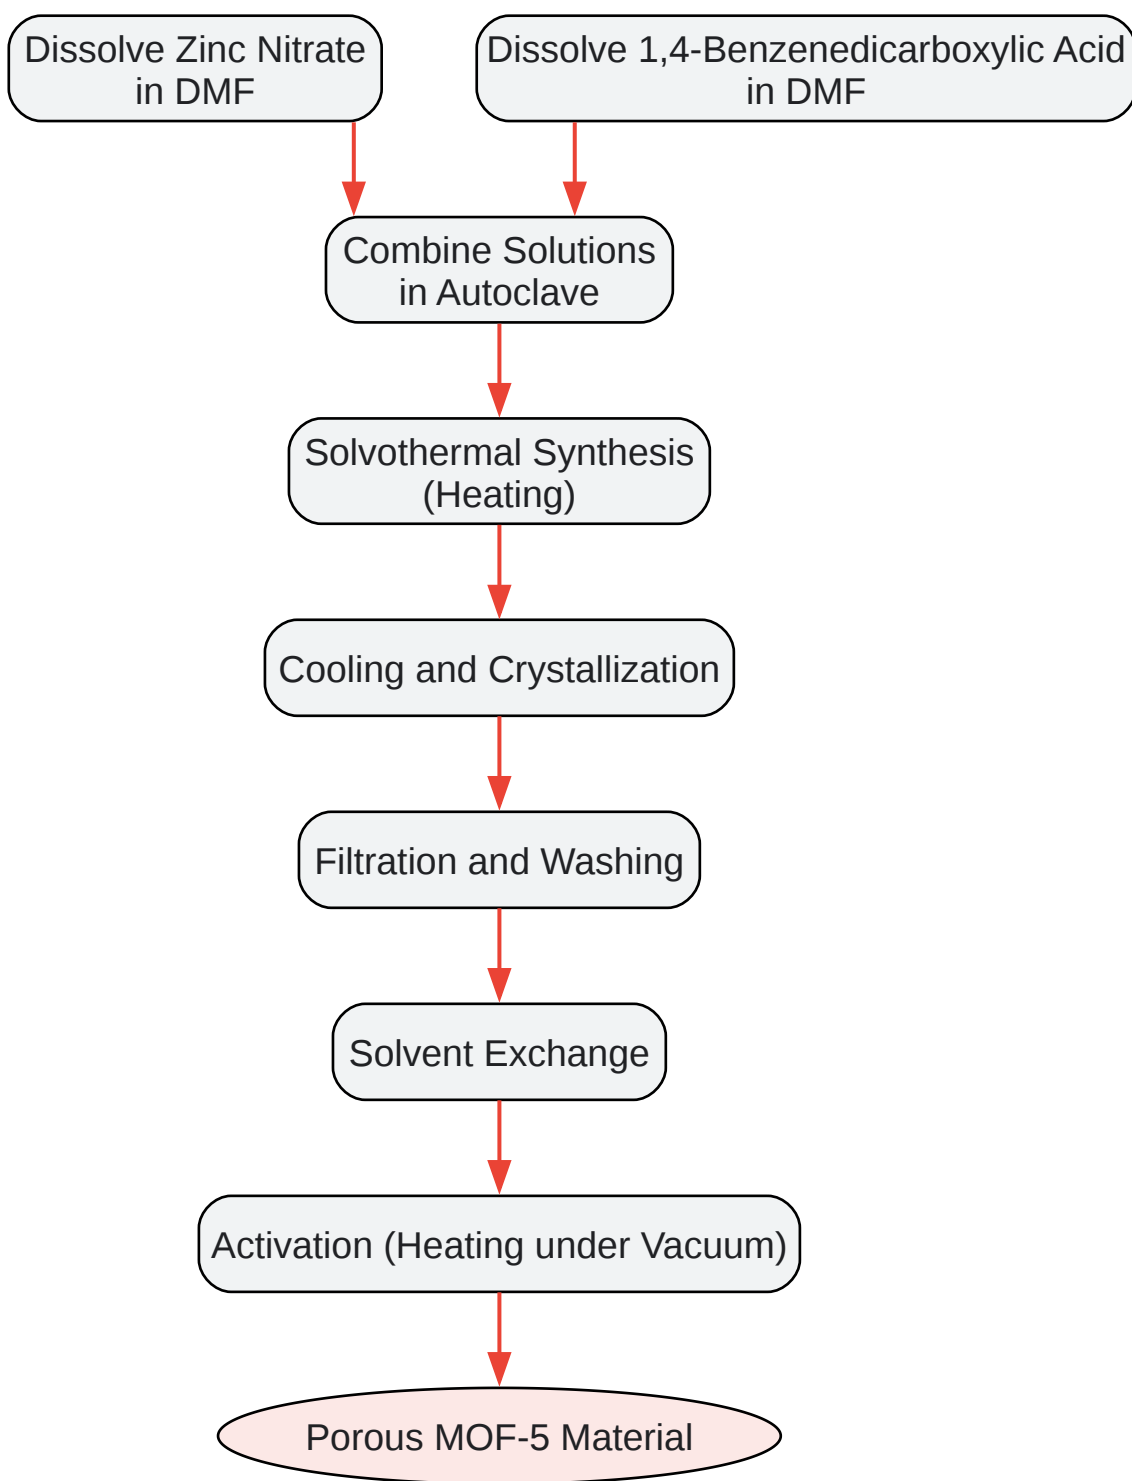 Dissolve Zinc Nitrate
in DMF
Dissolve 1,4-Benzenedicarboxylic Acid
in DMF
Combine Solutions
in Autoclave
Solvothermal Synthesis
(Heating)
Cooling and Crystallization
Filtration and Washing
Solvent Exchange
Activation (Heating under Vacuum)
Porous MOF-5 Material